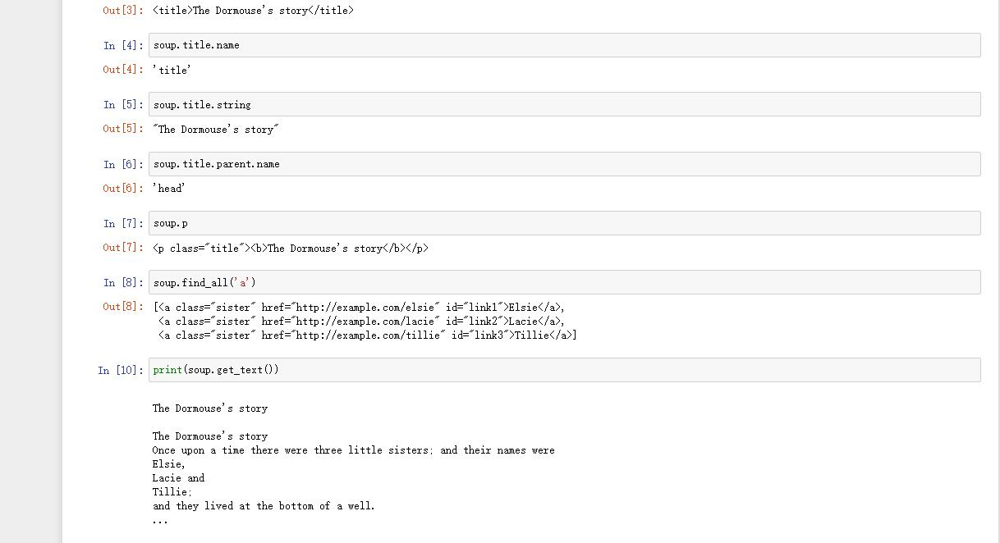 Out[3]: <title>The Dormouse's story</title>
In [4]: soup.title.name
Out[4]: 'title'
In [5]: soup.title.string
Out[5]: "The Dormouse's story"
In [6]: soup.title.parent.name
Out[6]: 'head'
In [7]: soup.p
Out[7]: <p class="title"><b>The Dormouse's story</b></p>
In [8]: soup.find_all('a')
Out[8]: [<a class="sister" href="http://example.com/elsie" id="link1">Elsie</a>,
<a class="sister" href="http://example.com/lacie" id="link2">Lacie</a>,
<a class="sister" href="http://example.com/tillie" id="link3">Tillie</a>]
In [10]: print(soup.get_text())
The Dormouse's story
The Dormouse's story
Once upon a time there were three little sisters; and their names were
Elsie,
Lacie and
Tillie;
and they lived at the bottom of a well.
...